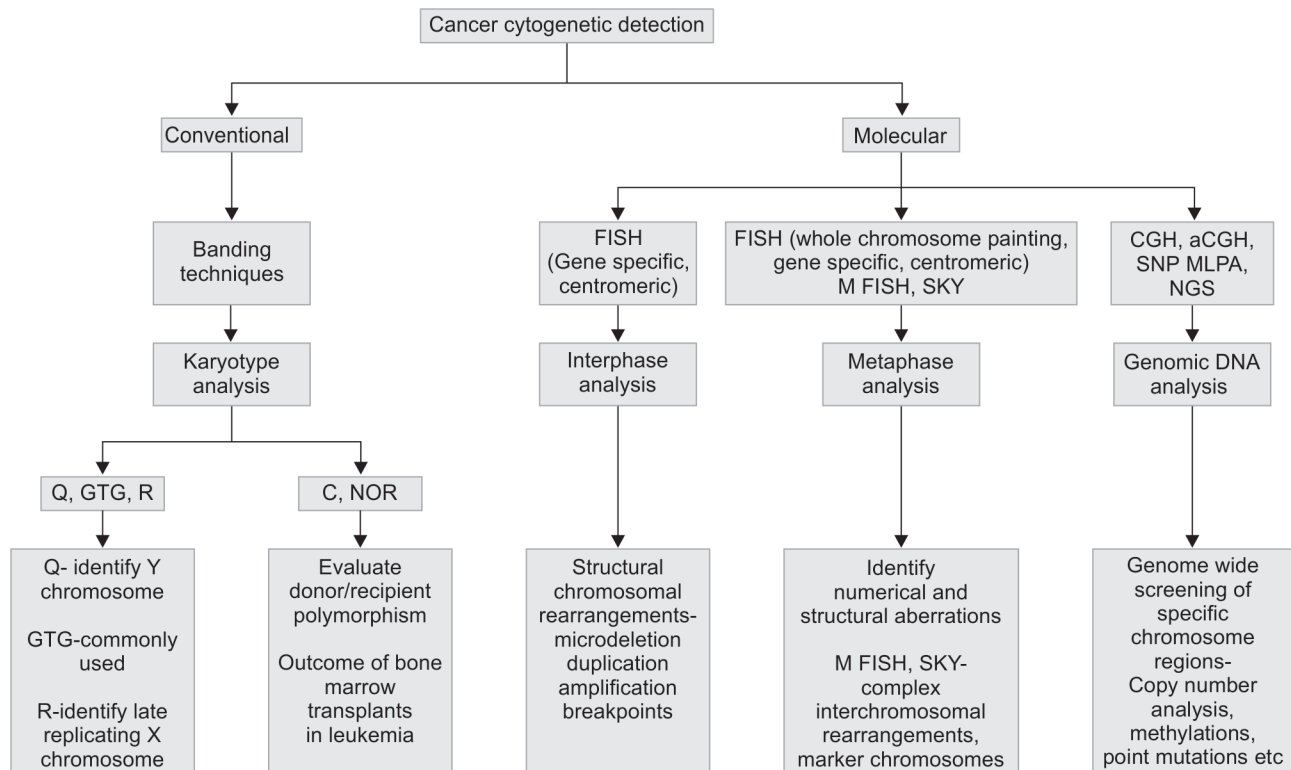 Cancer cytogenetic detection
Conventional
Molecular
Banding
techniques
FISH
(Gene specific,
centromeric)
FISH (whole chromosome painting,
gene specific, centromeric)
M FISH, SKY
CGH, aCGH,
SNP MLPA,
NGS
Karyotype
analysis
Interphase
analysis
Metaphase
analysis
Genomic DNA
analysis
Q, GTG, R
C, NOR
Q- identify Y
chromosome
GTG-commonly
used
R-identify late
replicating X
chromosome
Evaluate
donor/recipient
polymorphism
Outcome of bone
marrow
transplants
in leukemia
Structural
chromosomal
rearrangements-
microdeletion
duplication
amplification
breakpoints
Identify
numerical and
structural aberrations
M FISH, SKY-
complex
interchromosomal
rearrangements,
marker chromosomes
Genome wide
screening of
specific
chromosome
regions-
Copy number
analysis,
methylations,
point mutations etc